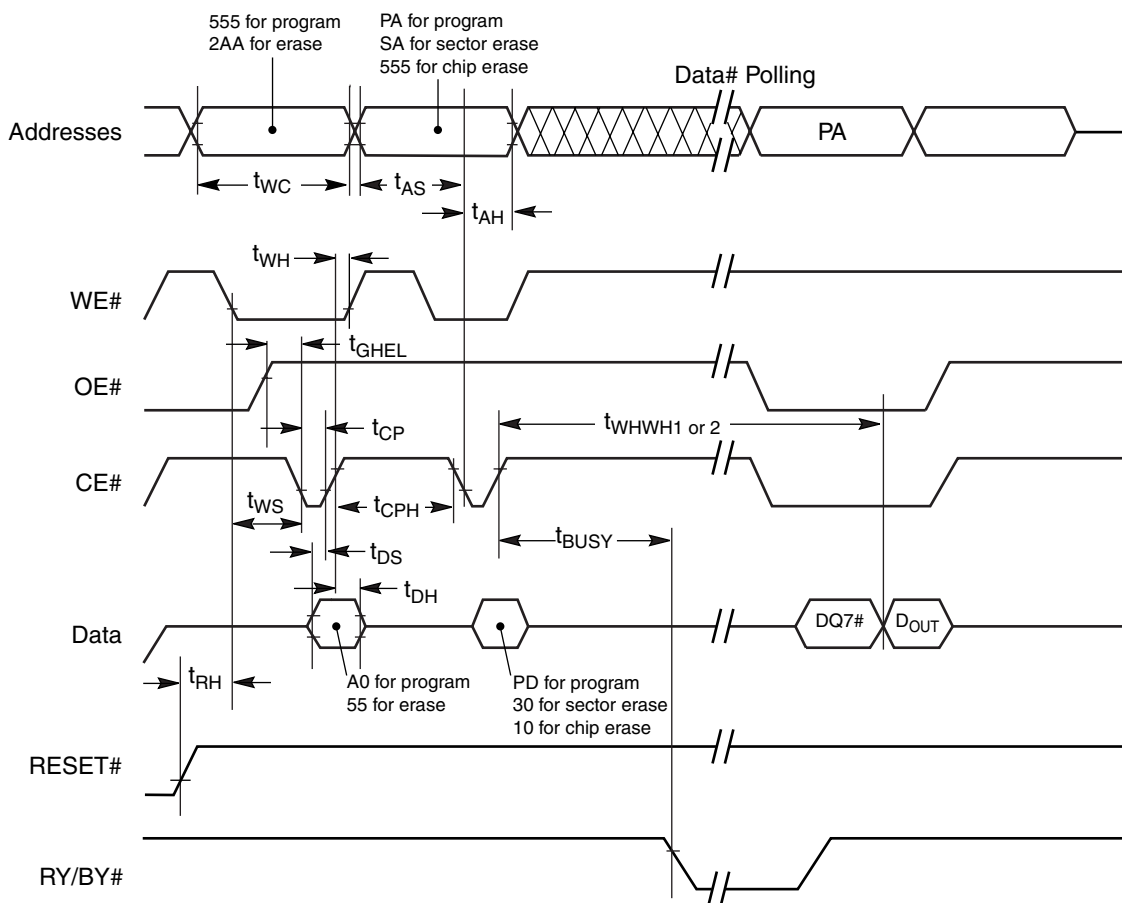 555 for program
2AA for erase
PA for program
SA for sector erase
555 for chip erase
Data# Polling
Addresses
PA
tWC
tAS
tAH
tWH
WE#
tGHEL
OE#
tWHWH1 or 2
tCP
CE#
tWS
tCPH
tBUSY
tDS
tDH
Data
DQ7#
DOUT
tRH
A0 for program
55 for erase
PD for program
30 for sector erase
10 for chip erase
RESET#
RY/BY#